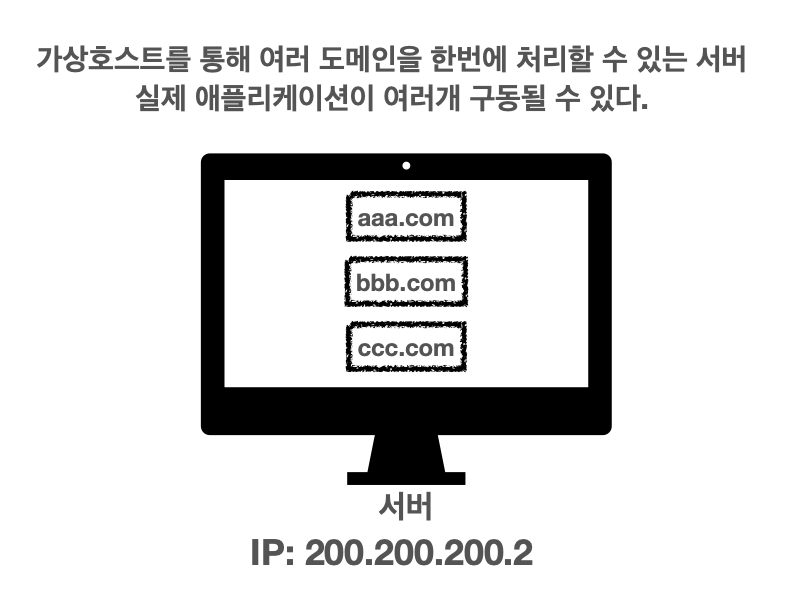 가상호스트를 통해 여러 도메인을 한번에 처리할 수 있는 서버
실제 애플리케이션이 여러개 구동될 수 있다.
aaa.com
bbb.com
ccc.com
서버
IP: 200.200.200.2